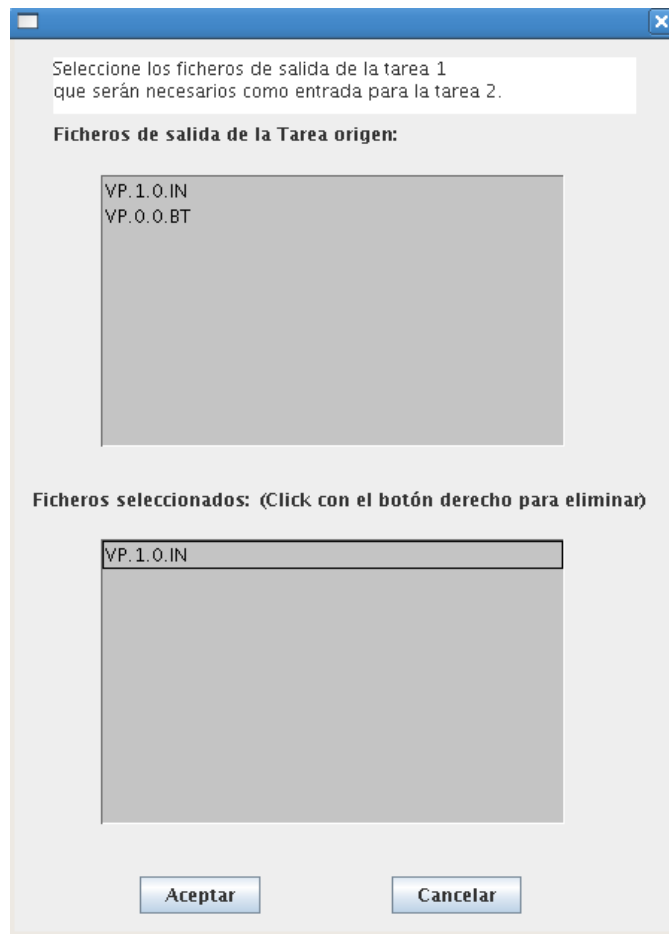 Seleccione los ficheros de salida de la tarea 1
que serán necesarios como entrada para la tarea 2.
Ficheros de salida de la Tarea origen:
VP.1.0.IN
VP.0.0.BT
Ficheros seleccionados: (Click con el botón derecho para eliminar)
VP.1.0.IN
Aceptar Cancelar